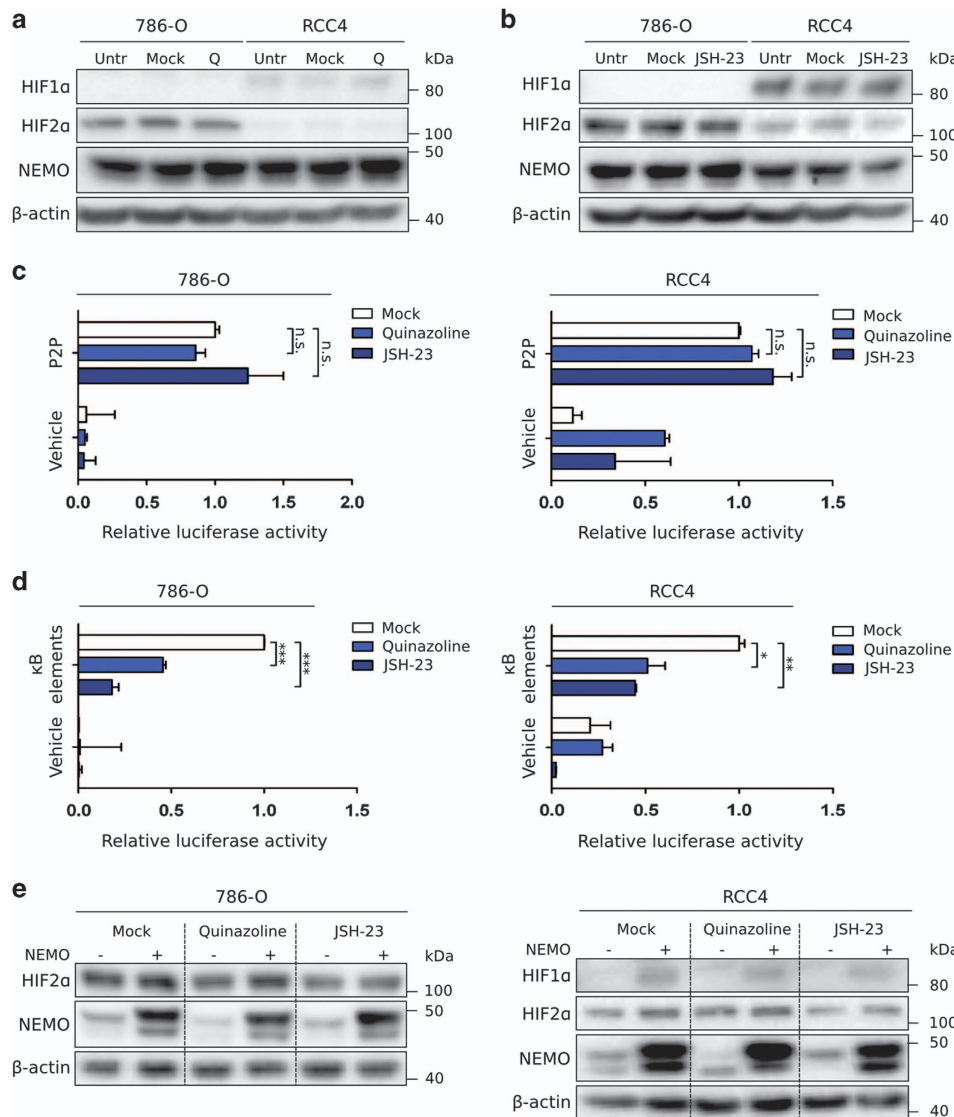 a
786-O RCC4
Untr Mock Q Untr Mock Q kDa
HIF1α
80
HIF2α
100
NEMO
50
β-actin
40
b
786-O RCC4
Untr Mock JSH-23 Untr Mock JSH-23 kDa
HIF1α
80
HIF2α
100
NEMO
50
β-actin
40
c
786-O
P2P
Vehicle
n.s.
n.s.
Mock
Quinazoline
JSH-23
0.0 0.5 1.0 1.5 2.0
Relative luciferase activity
RCC4
P2P
Vehicle
n.s.
n.s.
Mock
Quinazoline
JSH-23
0.0 0.5 1.0 1.5
Relative luciferase activity
d
786-O
κB
elements
Vehicle
***
***
Mock
Quinazoline
JSH-23
0.0 0.5 1.0 1.5
Relative luciferase activity
RCC4
κB
elements
Vehicle
*
**
Mock
Quinazoline
JSH-23
0.0 0.5 1.0 1.5
Relative luciferase activity
e
786-O
Mock Quinazoline JSH-23
NEMO - + - + - + kDa
HIF2α
100
NEMO
50
β-actin
40
RCC4
Mock Quinazoline JSH-23
NEMO - + - + - + kDa
HIF1α
80
HIF2α
100
NEMO
50
β-actin
40